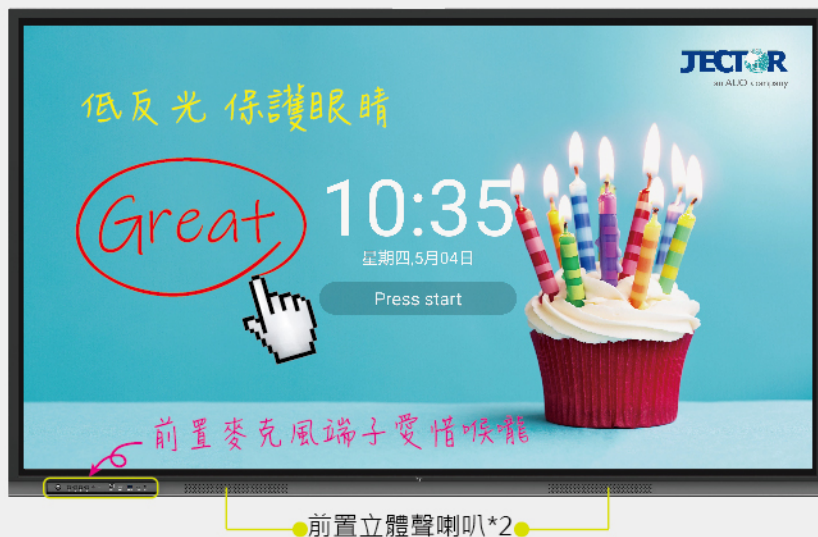 JECTOR
an AUO company
低反光 保護眼睛
Great
10:35
星期四,5月04日
Press start
前置麥克風端子愛惜喉嚨
前置立體聲喇叭*2